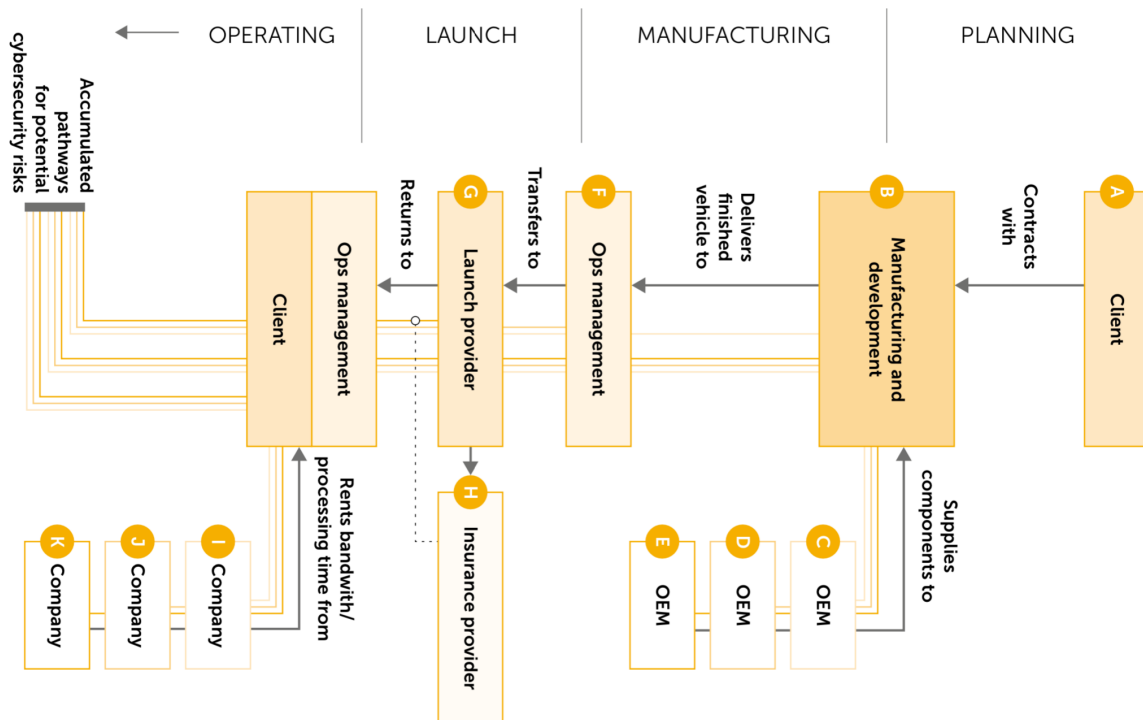 OPERATING
LAUNCH
MANUFACTURING
PLANNING
A
Client
Contracts
with
B
Manufacturing and
development
Supplies
components to
C
OEM
D
OEM
E
OEM
Delivers
finished
vehicle to
F
Ops management
Transfers to
G
Launch provider
H
Insurance provider
Returns to
Ops management
Client
Rents bandwith/
processing time from
I
Company
J
Company
K
Company
Accumulated
pathways
for potential
cybersecurity risks